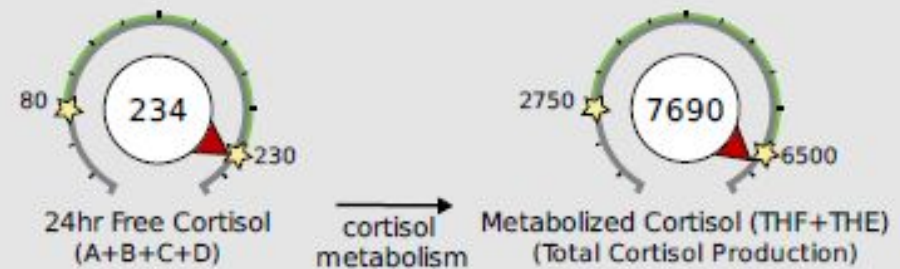 80
234
230
24hr Free Cortisol
(A+B+C+D)
cortisol
metabolism
2750
7690
6500
Metabolized Cortisol (THF+THE)
(Total Cortisol Production)